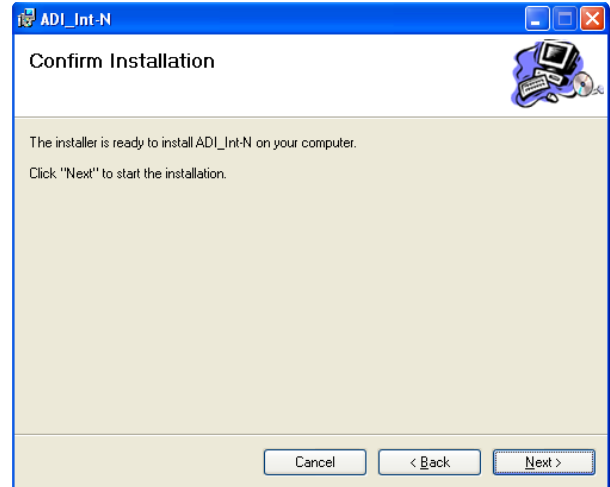 ADI_Int-N
Confirm Installation
The installer is ready to install ADI_Int-N on your computer.
Click "Next" to start the installation.
Cancel
< Back
Next >